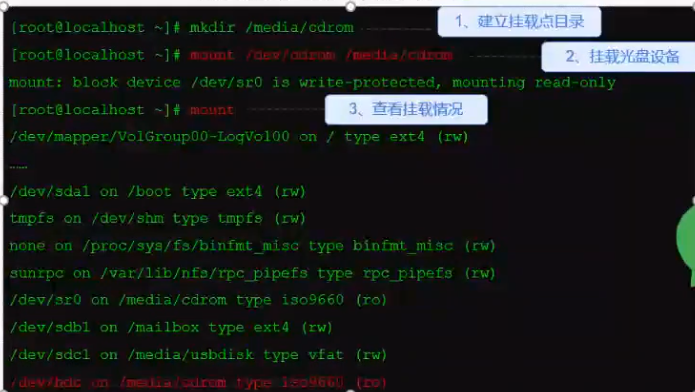 [root@localhost ~]# mkdir /media/cdrom
1、建立挂载点目录
[root@localhost ~]# mount /dev/cdrom /media/cdrom
2、挂载光盘设备
mount: block device /dev/sr0 is write-protected, mounting read-only
[root@localhost ~]# mount
3、查看挂载情况
/dev/mapper/VolGroup00-LogVol00 on / type ext4 (rw)
……
/dev/sda1 on /boot type ext4 (rw)
tmpfs on /dev/shm type tmpfs (rw)
none on /proc/sys/fs/binfmt_misc type binfmt_misc (rw)
sunrpc on /var/lib/nfs/rpc_pipefs type rpc_pipefs (rw)
/dev/sr0 on /media/cdrom type iso9660 (ro)
/dev/sdb1 on /mailbox type ext4 (rw)
/dev/sdc1 on /media/usbdisk type vfat (rw)
/dev/hdc on /media/cdrom type iso9660 (ro)